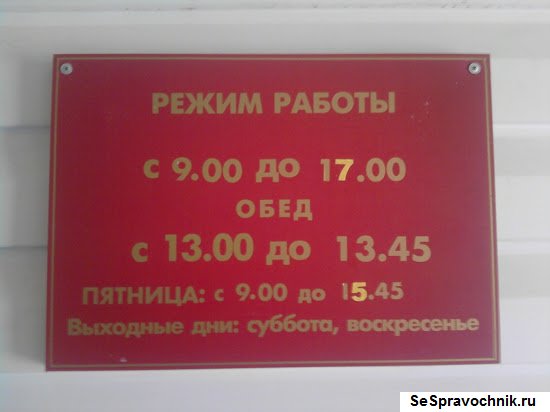 РЕЖИМ РАБОТЫ
с 9.00 до 17.00
ОБЕД
с 13.00 до 13.45
ПЯТНИЦА: с 9.00 до 15.45
Выходные дни: суббота, воскресенье
SeSpravochnik.ru